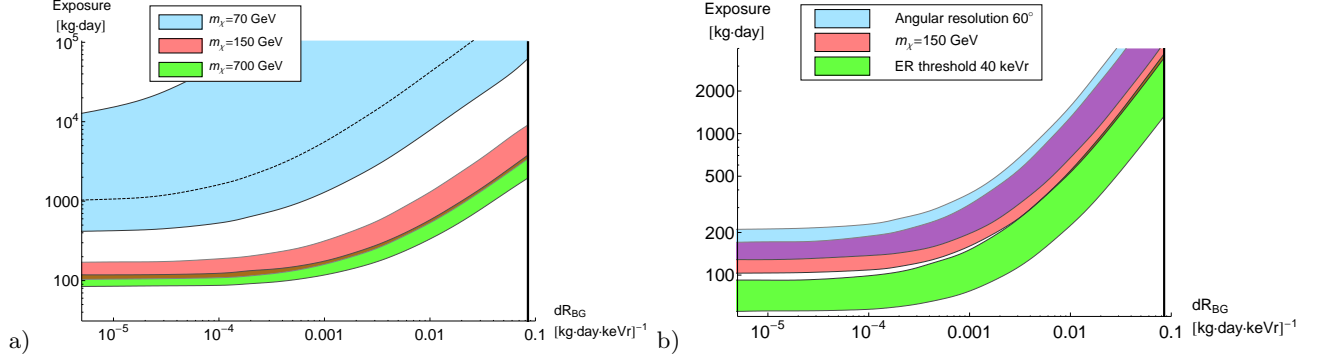 Exposure
[kg·day]
m_χ=70 GeV
m_χ=150 GeV
m_χ=700 GeV
10^5
10^4
1000
100
10^-5
10^-4
0.001
0.01
0.1
dR_BG
[kg·day·keVr]^-1
a)
Exposure
[kg·day]
Angular resolution 60°
m_χ=150 GeV
ER threshold 40 keVr
2000
1000
500
200
100
10^-5
10^-4
0.001
0.01
0.1
dR_BG
[kg·day·keVr]^-1
b)